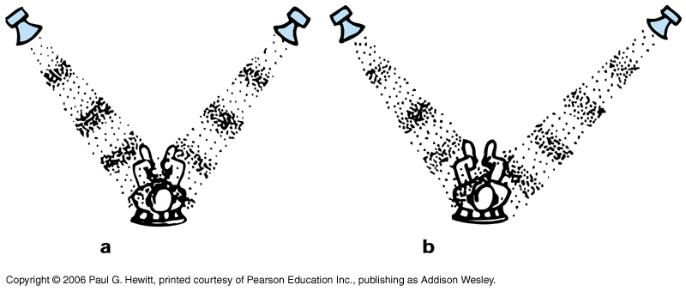 a b
Copyright © 2006 Paul G. Hewitt, printed courtesy of Pearson Education Inc., publishing as Addison Wesley.